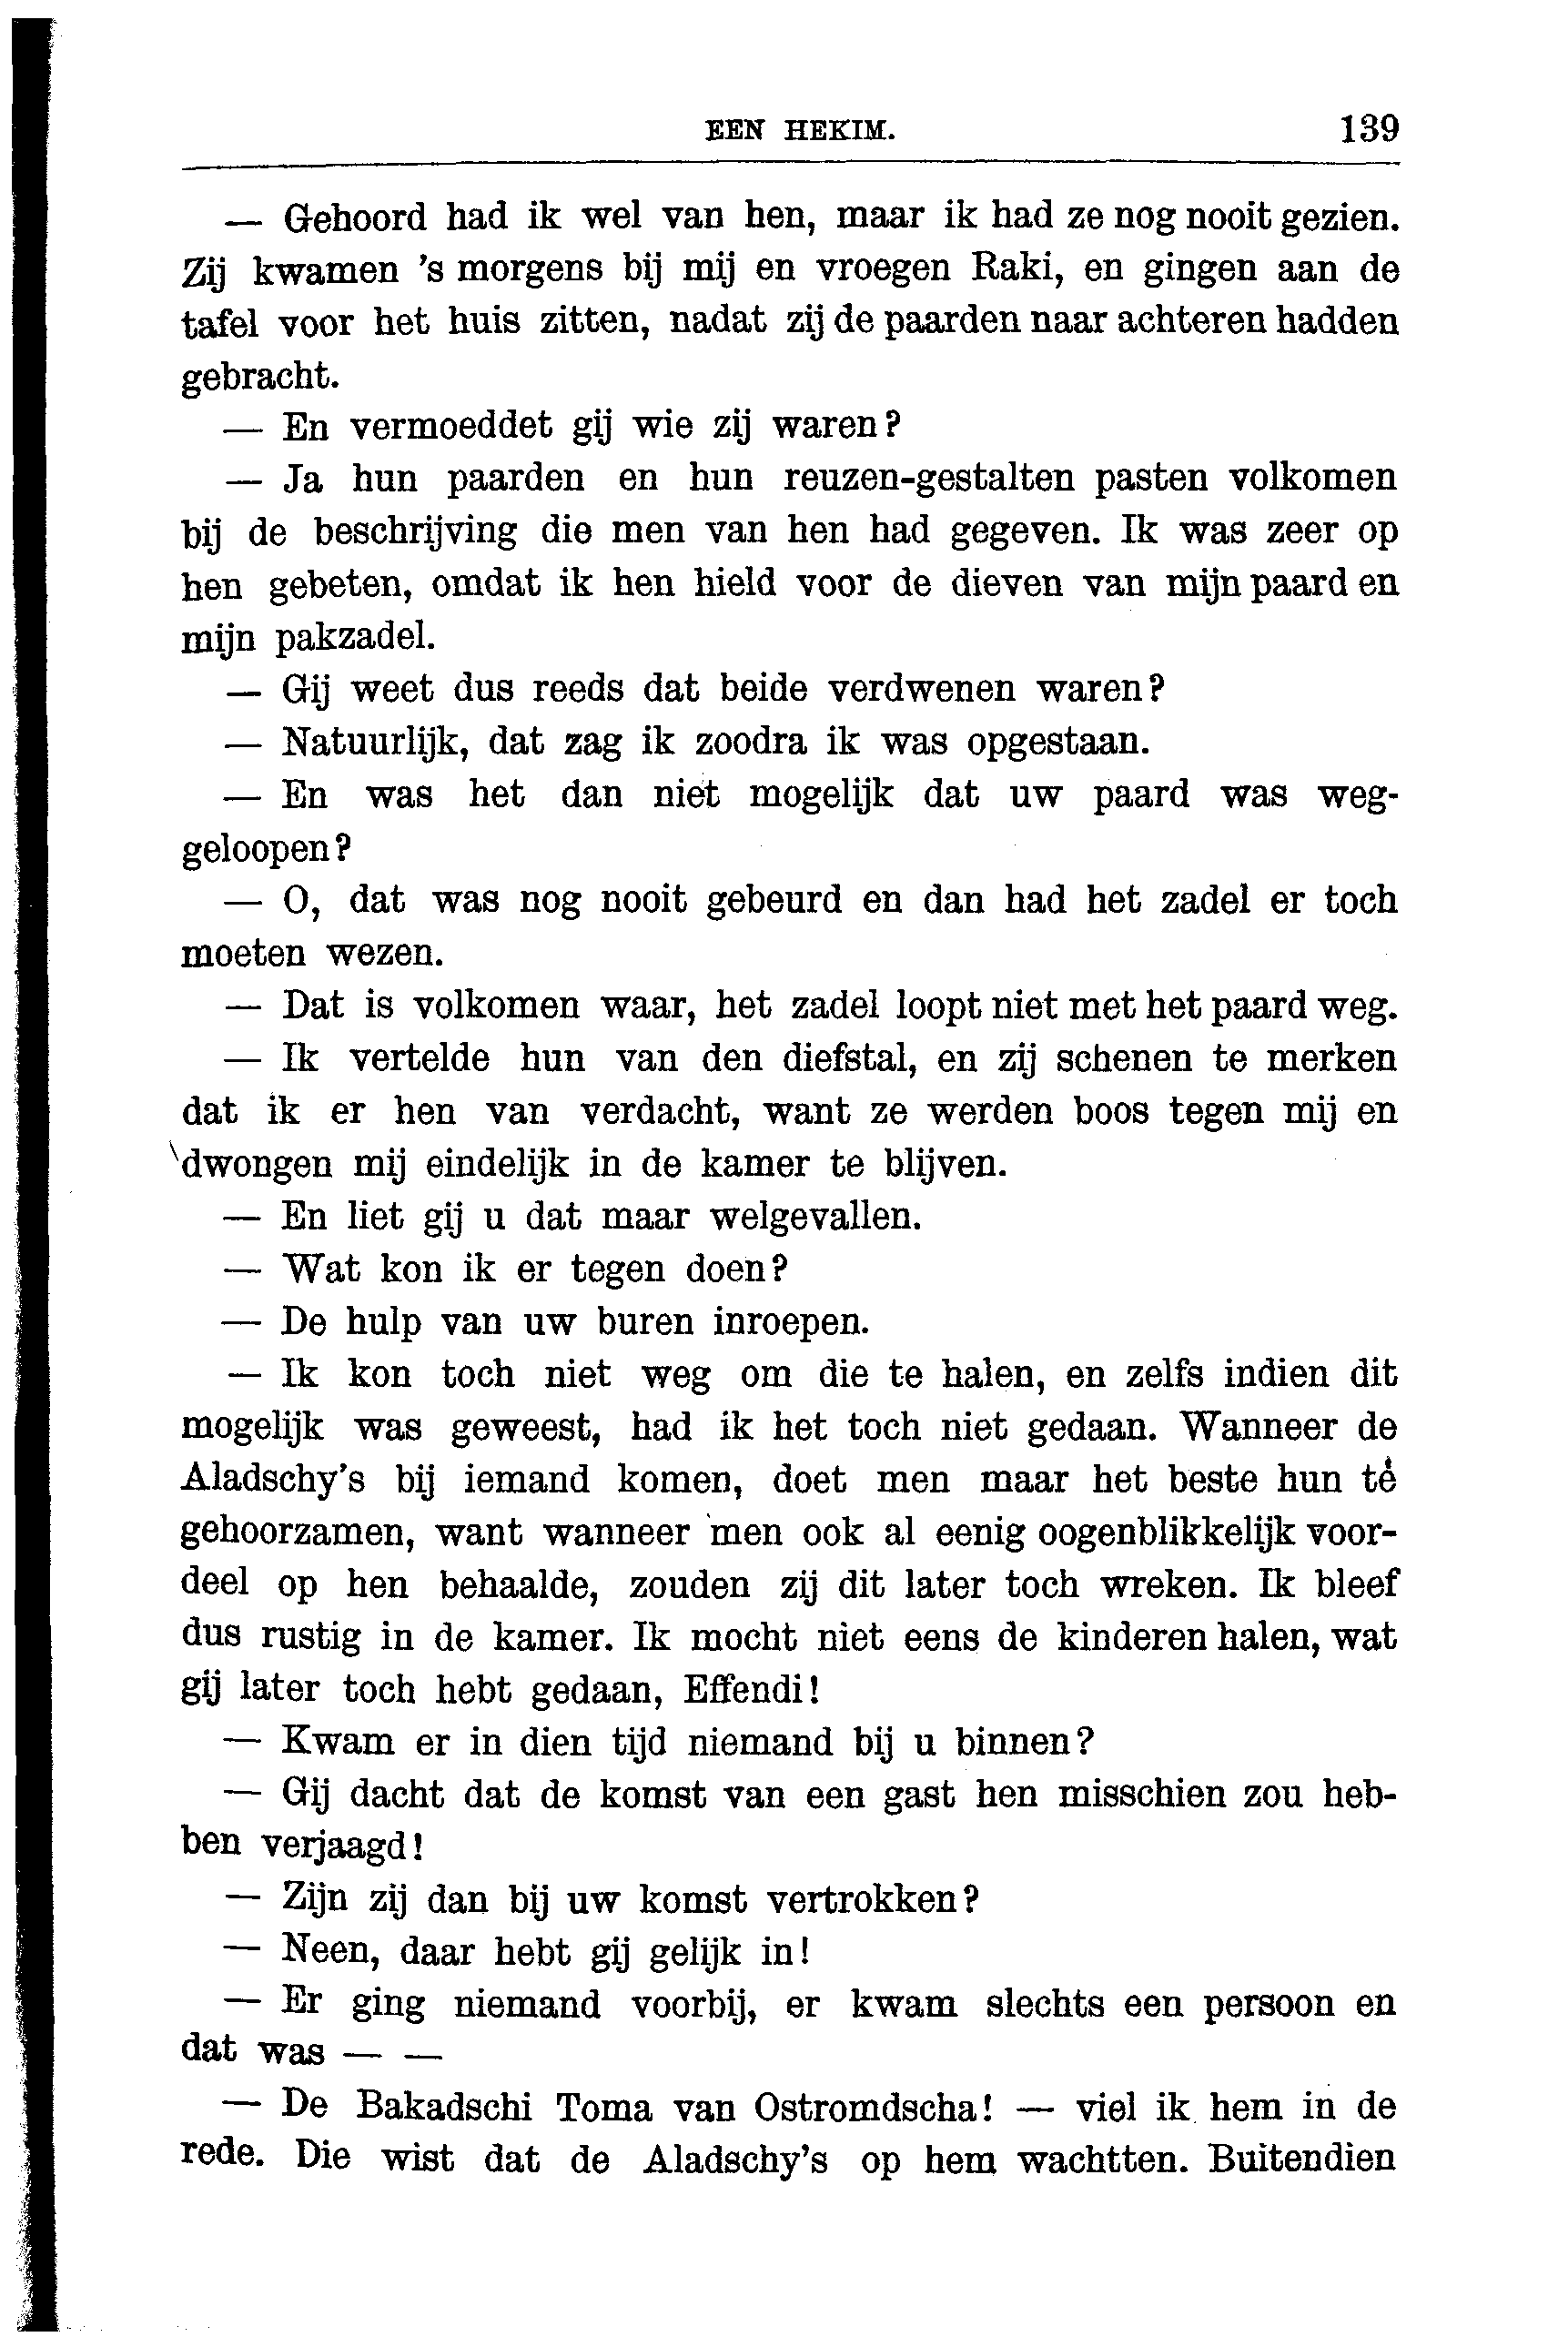 EEN HEKIM. 139
— Gehoord had ik wel van hen, maar ik had ze nog nooit gezien.
Zij kwamen 's morgens bij mij en vroegen Raki, en gingen aan de
tafel voor het huis zitten, nadat zij de paarden naar achteren hadden
gebracht.
— En vermoeddet gij wie zij waren?
— Ja hun paarden en hun reuzen-gestalten pasten volkomen
bij de beschrijving die men van hen had gegeven. Ik was zeer op
hen gebeten, omdat ik hen hield voor de dieven van mijn paard en
mijn pakzadel.
— Gij weet dus reeds dat beide verdwenen waren?
— Natuurlijk, dat zag ik zoodra ik was opgestaan.
— En was het dan niet mogelijk dat uw paard was weg-
geloopen?
— O, dat was nog nooit gebeurd en dan had het zadel er toch
moeten wezen.
— Dat is volkomen waar, het zadel loopt niet met het paard weg.
— Ik vertelde hun van den diefstal, en zij schenen te merken
dat ik er hen van verdacht, want ze werden boos tegen mij en
dwongen mij eindelijk in de kamer te blijven.
— En liet gij u dat maar welgevallen.
— Wat kon ik er tegen doen?
— De hulp van uw buren inroepen.
— Ik kon toch niet weg om die te halen, en zelfs indien dit
mogelijk was geweest, had ik het toch niet gedaan. Wanneer de
Aladschy's bij iemand komen, doet men maar het beste hun te
gehoorzamen, want wanneer men ook al eenig oogenblikkelijk voor-
deel op hen behaalde, zouden zij dit later toch wreken. Ik bleef
dus rustig in de kamer. Ik mocht niet eens de kinderen halen, wat
gij later toch hebt gedaan, Effendi!
— Kwam er in dien tijd niemand bij u binnen?
— Gij dacht dat de komst van een gast hen misschien zou heb-
ben verjaagd!
— Zijn zij dan bij uw komst vertrokken?
— Neen, daar hebt gij gelijk in!
— Er ging niemand voorbij, er kwam slechts een persoon en
dat was — —
— De Bakadschi Toma van Ostromdscha! — viel ik hem in de
rede. Die wist dat de Aladschy's op hem wachtten. Buitendien